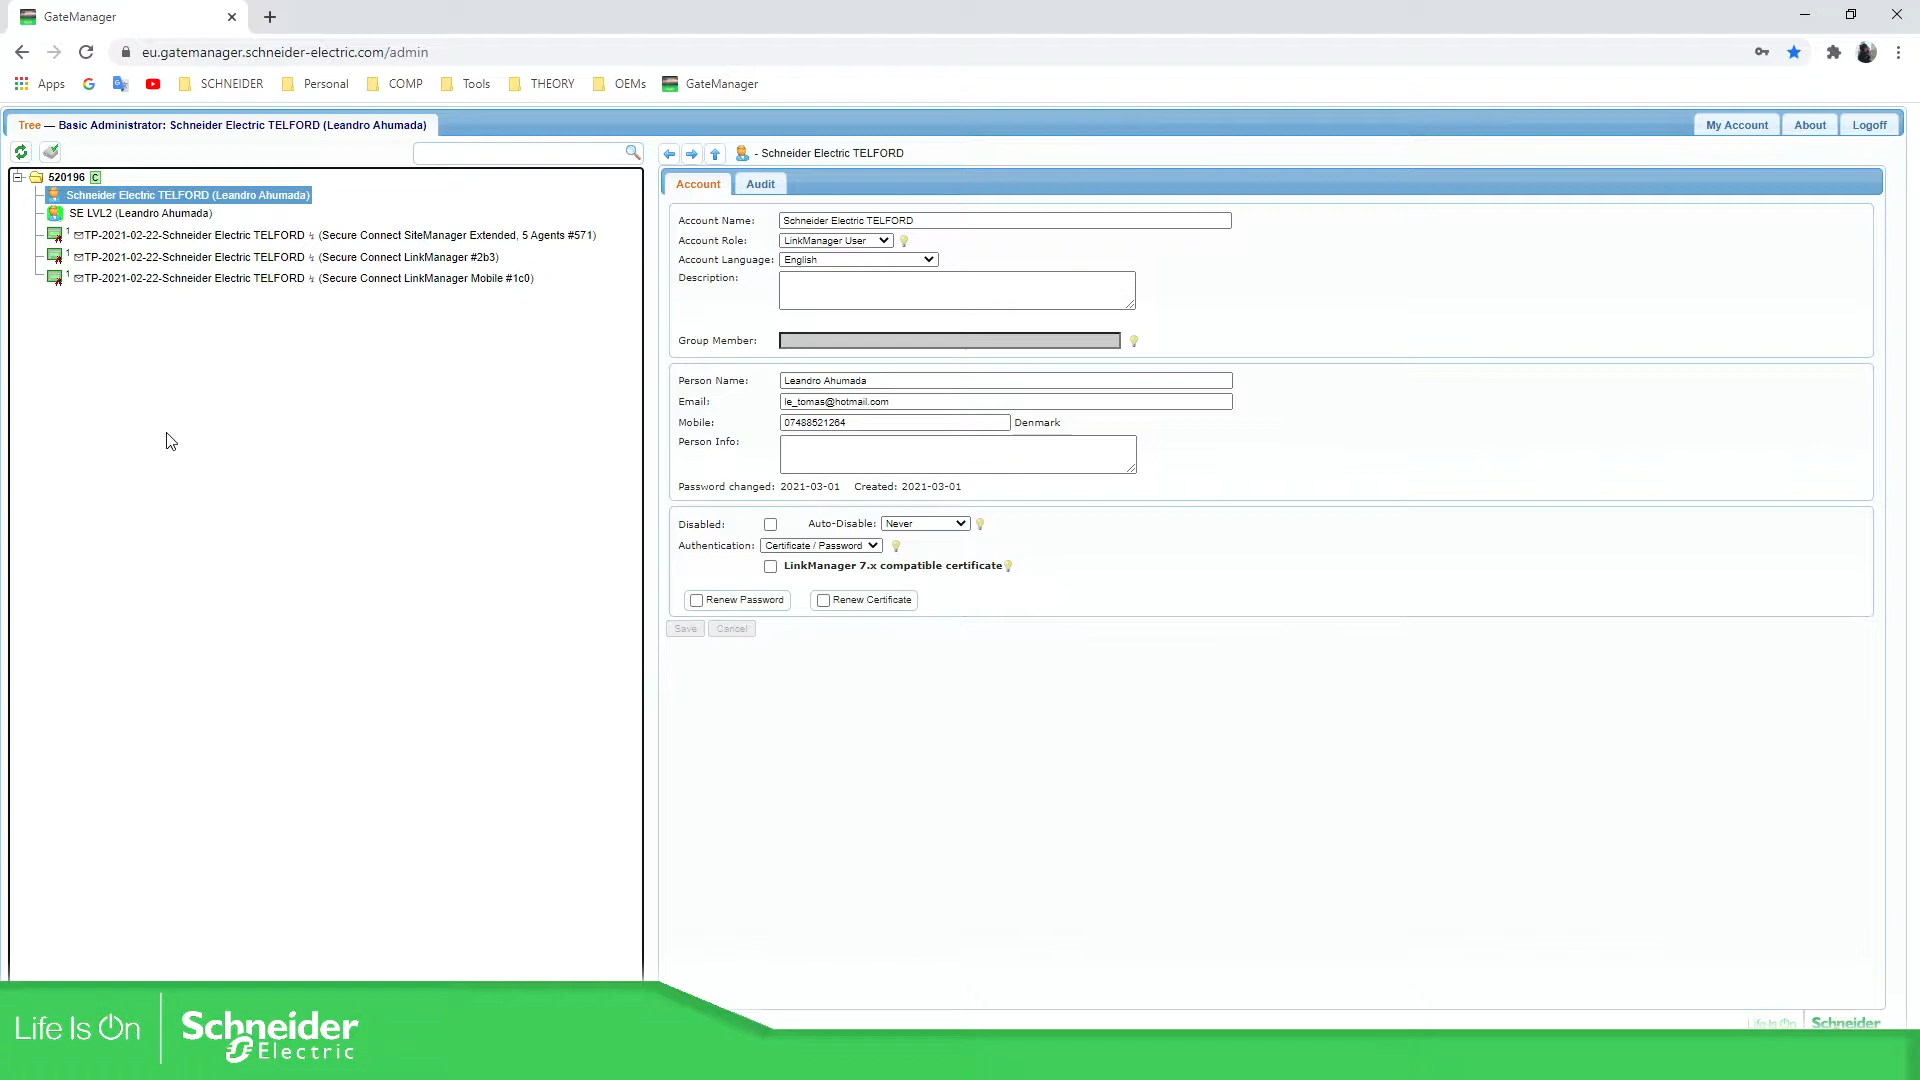 GateManager
eu.gatemanager.schneider-electric.com/admin
Apps
SCHNEIDER
Personal
COMP
Tools
THEORY
OEMs
GateManager
Tree — Basic Administrator: Schneider Electric TELFORD (Leandro Ahumada)
My Account
About
Logoff
- Schneider Electric TELFORD
520196 C
Schneider Electric TELFORD (Leandro Ahumada)
SE LVL2 (Leandro Ahumada)
1 TP-2021-02-22-Schneider Electric TELFORD (Secure Connect SiteManager Extended, 5 Agents #571)
1 TP-2021-02-22-Schneider Electric TELFORD (Secure Connect LinkManager #2b3)
1 TP-2021-02-22-Schneider Electric TELFORD (Secure Connect LinkManager Mobile #1c0)
Account
Audit
Account Name: Schneider Electric TELFORD
Account Role: LinkManager User
Account Language: English
Description:
Group Member:
Person Name: Leandro Ahumada
Email: le_tomas@hotmail.com
Mobile: 07488521264 Denmark
Person Info:
Password changed: 2021-03-01 Created: 2021-03-01
Disabled: Auto-Disable: Never
Authentication: Certificate / Password
LinkManager 7.x compatible certificate
Renew Password
Renew Certificate
Save
Cancel
Life Is On
Schneider
Electric
Life Is On
Schneider